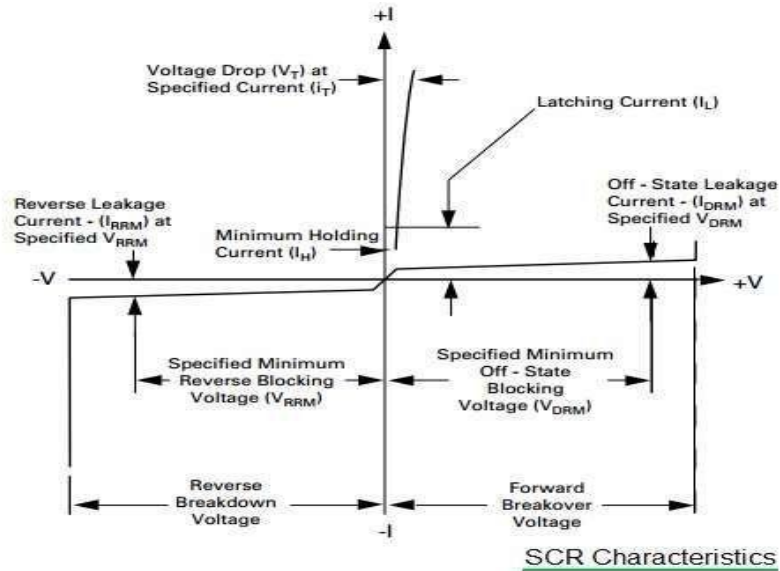 +I
Voltage Drop (VT) at
Specified Current (iT)
Latching Current (IL)
Reverse Leakage
Current - (IRRM) at
Specified VRRM
Off - State Leakage
Current - (IDRM) at
Specified VDRM
Minimum Holding
Current (IH)
-V
+V
Specified Minimum
Reverse Blocking
Voltage (VRRM)
Specified Minimum
Off - State
Blocking
Voltage (VDRM)
Reverse
Breakdown
Voltage
Forward
Breakover
Voltage
-I
SCR Characteristics